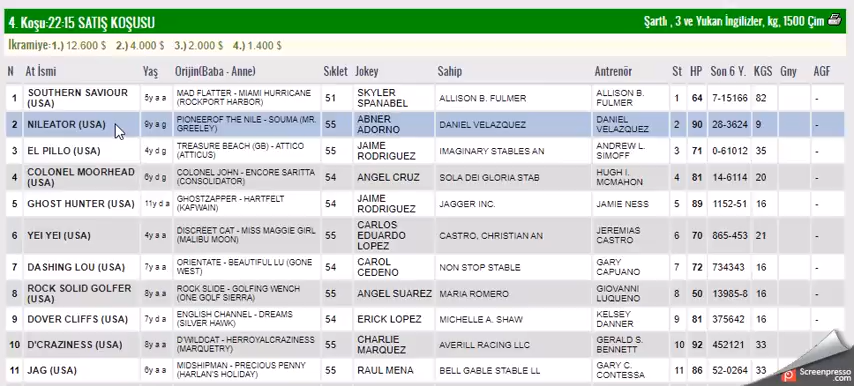 4. Koşu:22:15 SATIŞ KOŞUSU Şartlı , 3 ve Yukarı İngilizler, kg, 1500 Çim
İkramiye:1.) 12.600 $ 2.) 4.000 $ 3.) 2.000 $ 4.) 1.400 $
N At İsmi Yaş Orijin(Baba - Anne) Sıklet Jokey Sahip Antrenör St HP Son 6 Y. KGS Gny AGF
1 SOUTHERN SAVIOUR (USA) 5y a a MAD FLATTER - MIAMI HURRICANE (ROCKPORT HARBOR) 51 SKYLER SPANABEL ALLISON B. FULMER ALLISON B. FULMER 1 64 7-15166 82 -
2 NILEATOR (USA) 9y a g PIONEEROF THE NILE - SOUMA (MR. GREELEY) 55 ABNER ADORNO DANIEL VELAZQUEZ DANIEL VELAZQUEZ 2 90 28-3624 9 -
3 EL PILLO (USA) 4y d g TREASURE BEACH (GB) - ATTICO (ATTICUS) 55 JAIME RODRIGUEZ IMAGINARY STABLES AN ANDREW L. SIMOFF 3 71 0-61012 35 -
4 COLONEL MOORHEAD (USA) 6y d g COLONEL JOHN - ENCORE SARITTA (CONSOLIDATOR) 54 ANGEL CRUZ SOLA DEI GLORIA STAB HUGH I. MCMAHON 4 81 14-6114 20 -
5 GHOST HUNTER (USA) 11y d a GHOSTZAPPER - HARTFELT (KAFWAIN) 54 JAIME RODRIGUEZ JAGGER INC. JAMIE NESS 5 89 1152-51 16 -
6 YEI YEI (USA) 4y a a DISCREET CAT - MISS MAGGIE GIRL (MALIBU MOON) 55 CARLOS EDUARDO LOPEZ CASTRO, CHRISTIAN AN JEREMIAS CASTRO 6 70 865-453 21 -
7 DASHING LOU (USA) 7y a a ORIENTATE - BEAUTIFUL LU (GONE WEST) 54 CAROL CEDENO NON STOP STABLE GARY CAPUANO 7 72 734343 16 -
8 ROCK SOLID GOLFER (USA) 8y a a ROCK SLIDE - GOLFING WENCH (ONE GOLF SIERRA) 55 ANGEL SUAREZ MARIA ROMERO GIOVANNI LUQUENO 8 50 13985-8 16 -
9 DOVER CLIFFS (USA) 7y d a ENGLISH CHANNEL - DREAMS (SILVER HAWK) 54 ERICK LOPEZ MICHELLE A. SHAW KELSEY DANNER 9 81 375642 16 -
10 D'CRAZINESS (USA) 8y a a D'WILDCAT - HERROYALCRAZINESS (MARQUETRY) 55 CHARLIE MARQUEZ AVERILL RACING LLC GERALD S. BENNETT 10 92 452121 33 -
11 JAG (USA) 8y a a MIDSHIPMAN - PRECIOUS PENNY (HARLAN'S HOLIDAY) 55 RAUL MENA BELL GABLE STABLE LL GARY C. CONTESSA 11 86 52-0264 33
Screenpresso
.com